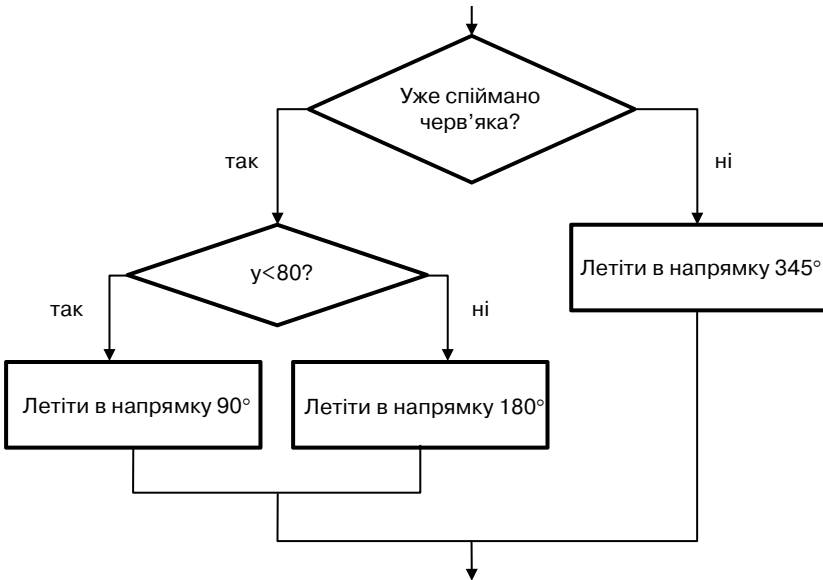 Уже спіймано
черв’яка?
так
ні
y<80?
Летіти в напрямку 345°
так
ні
Летіти в напрямку 90°
Летіти в напрямку 180°